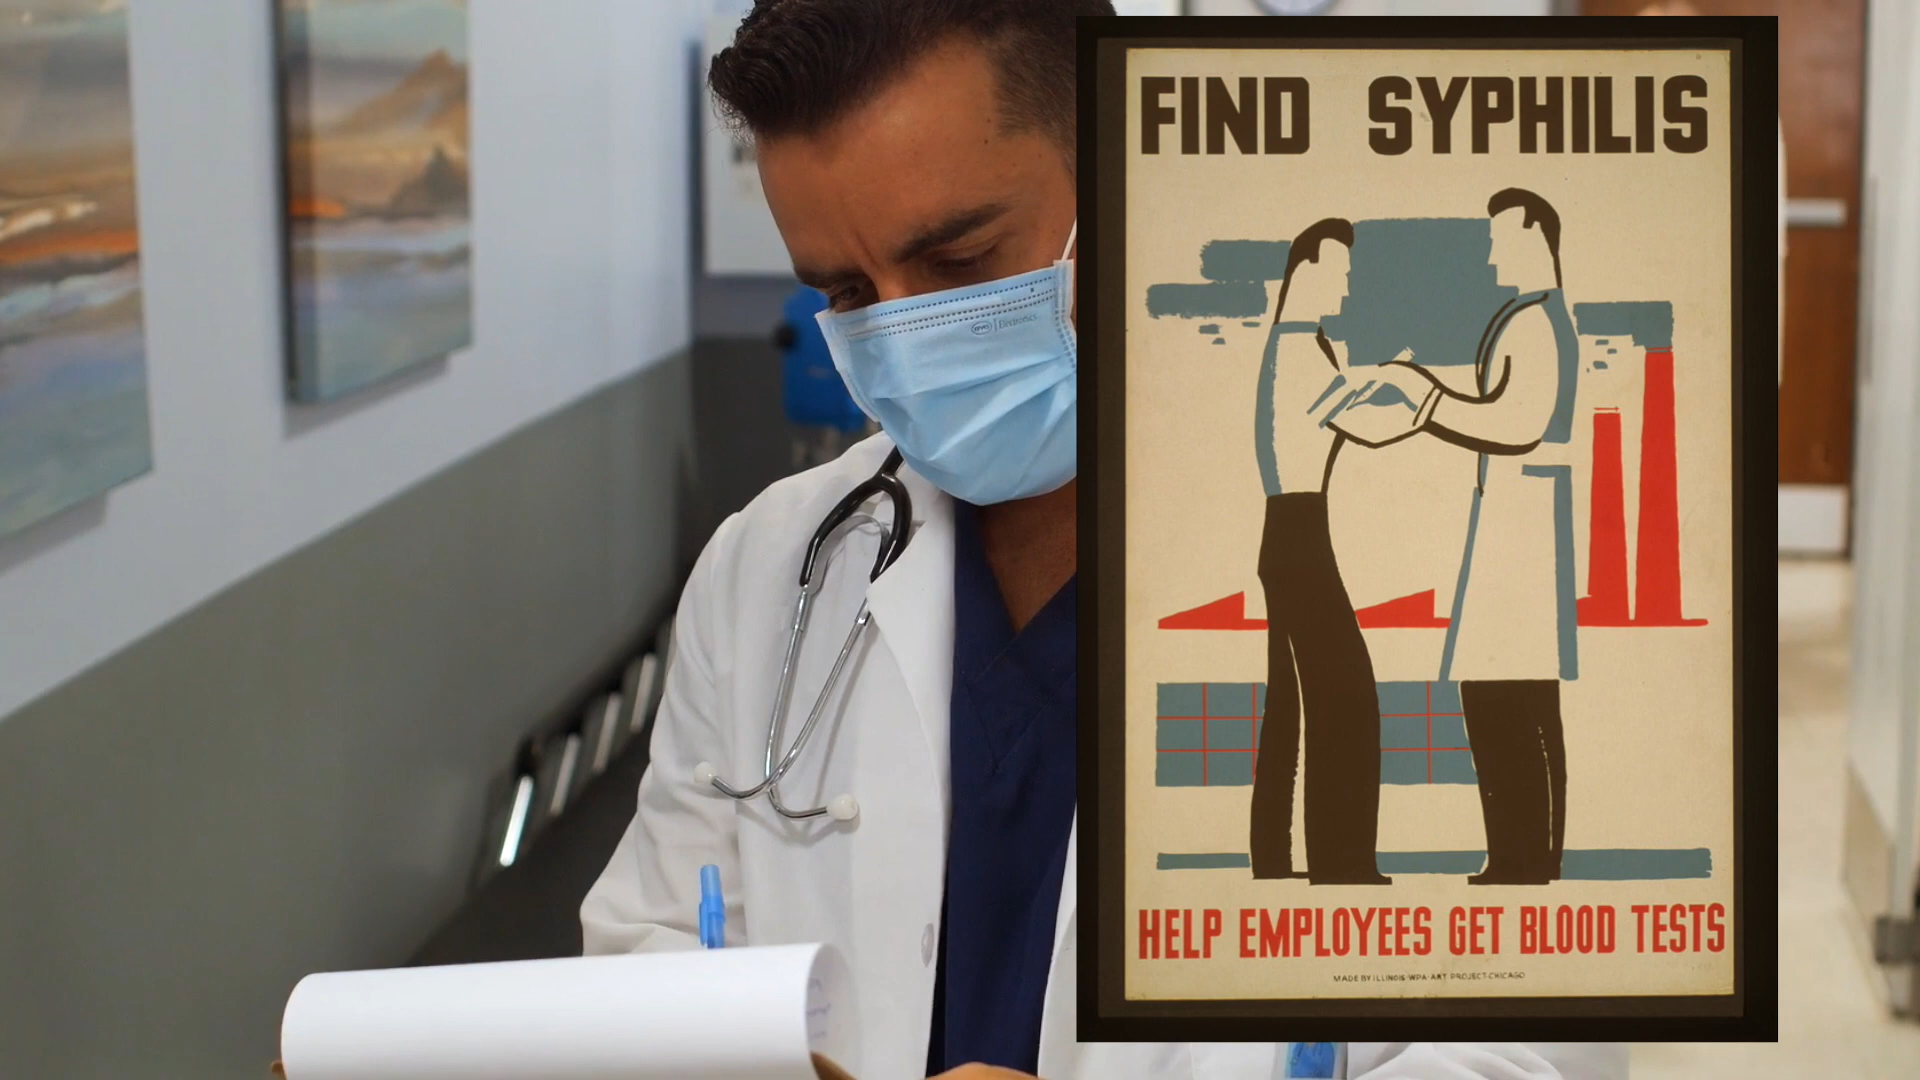 FIND SYPHILIS
HELP EMPLOYEES GET BLOOD TESTS
MADE BY ILLINOIS WPA ART PROJECT CHICAGO